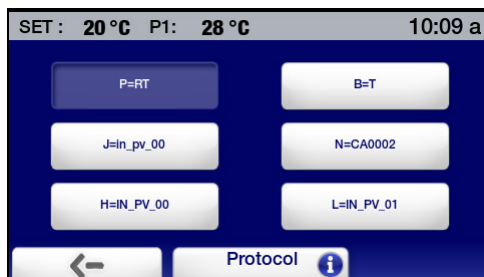 SET : 20 °C P1: 28 °C 10:09 a
P=RT B=T
J=in_pv_00 N=CA0002
H=IN_PV_00 L=IN_PV_01
Protocol i